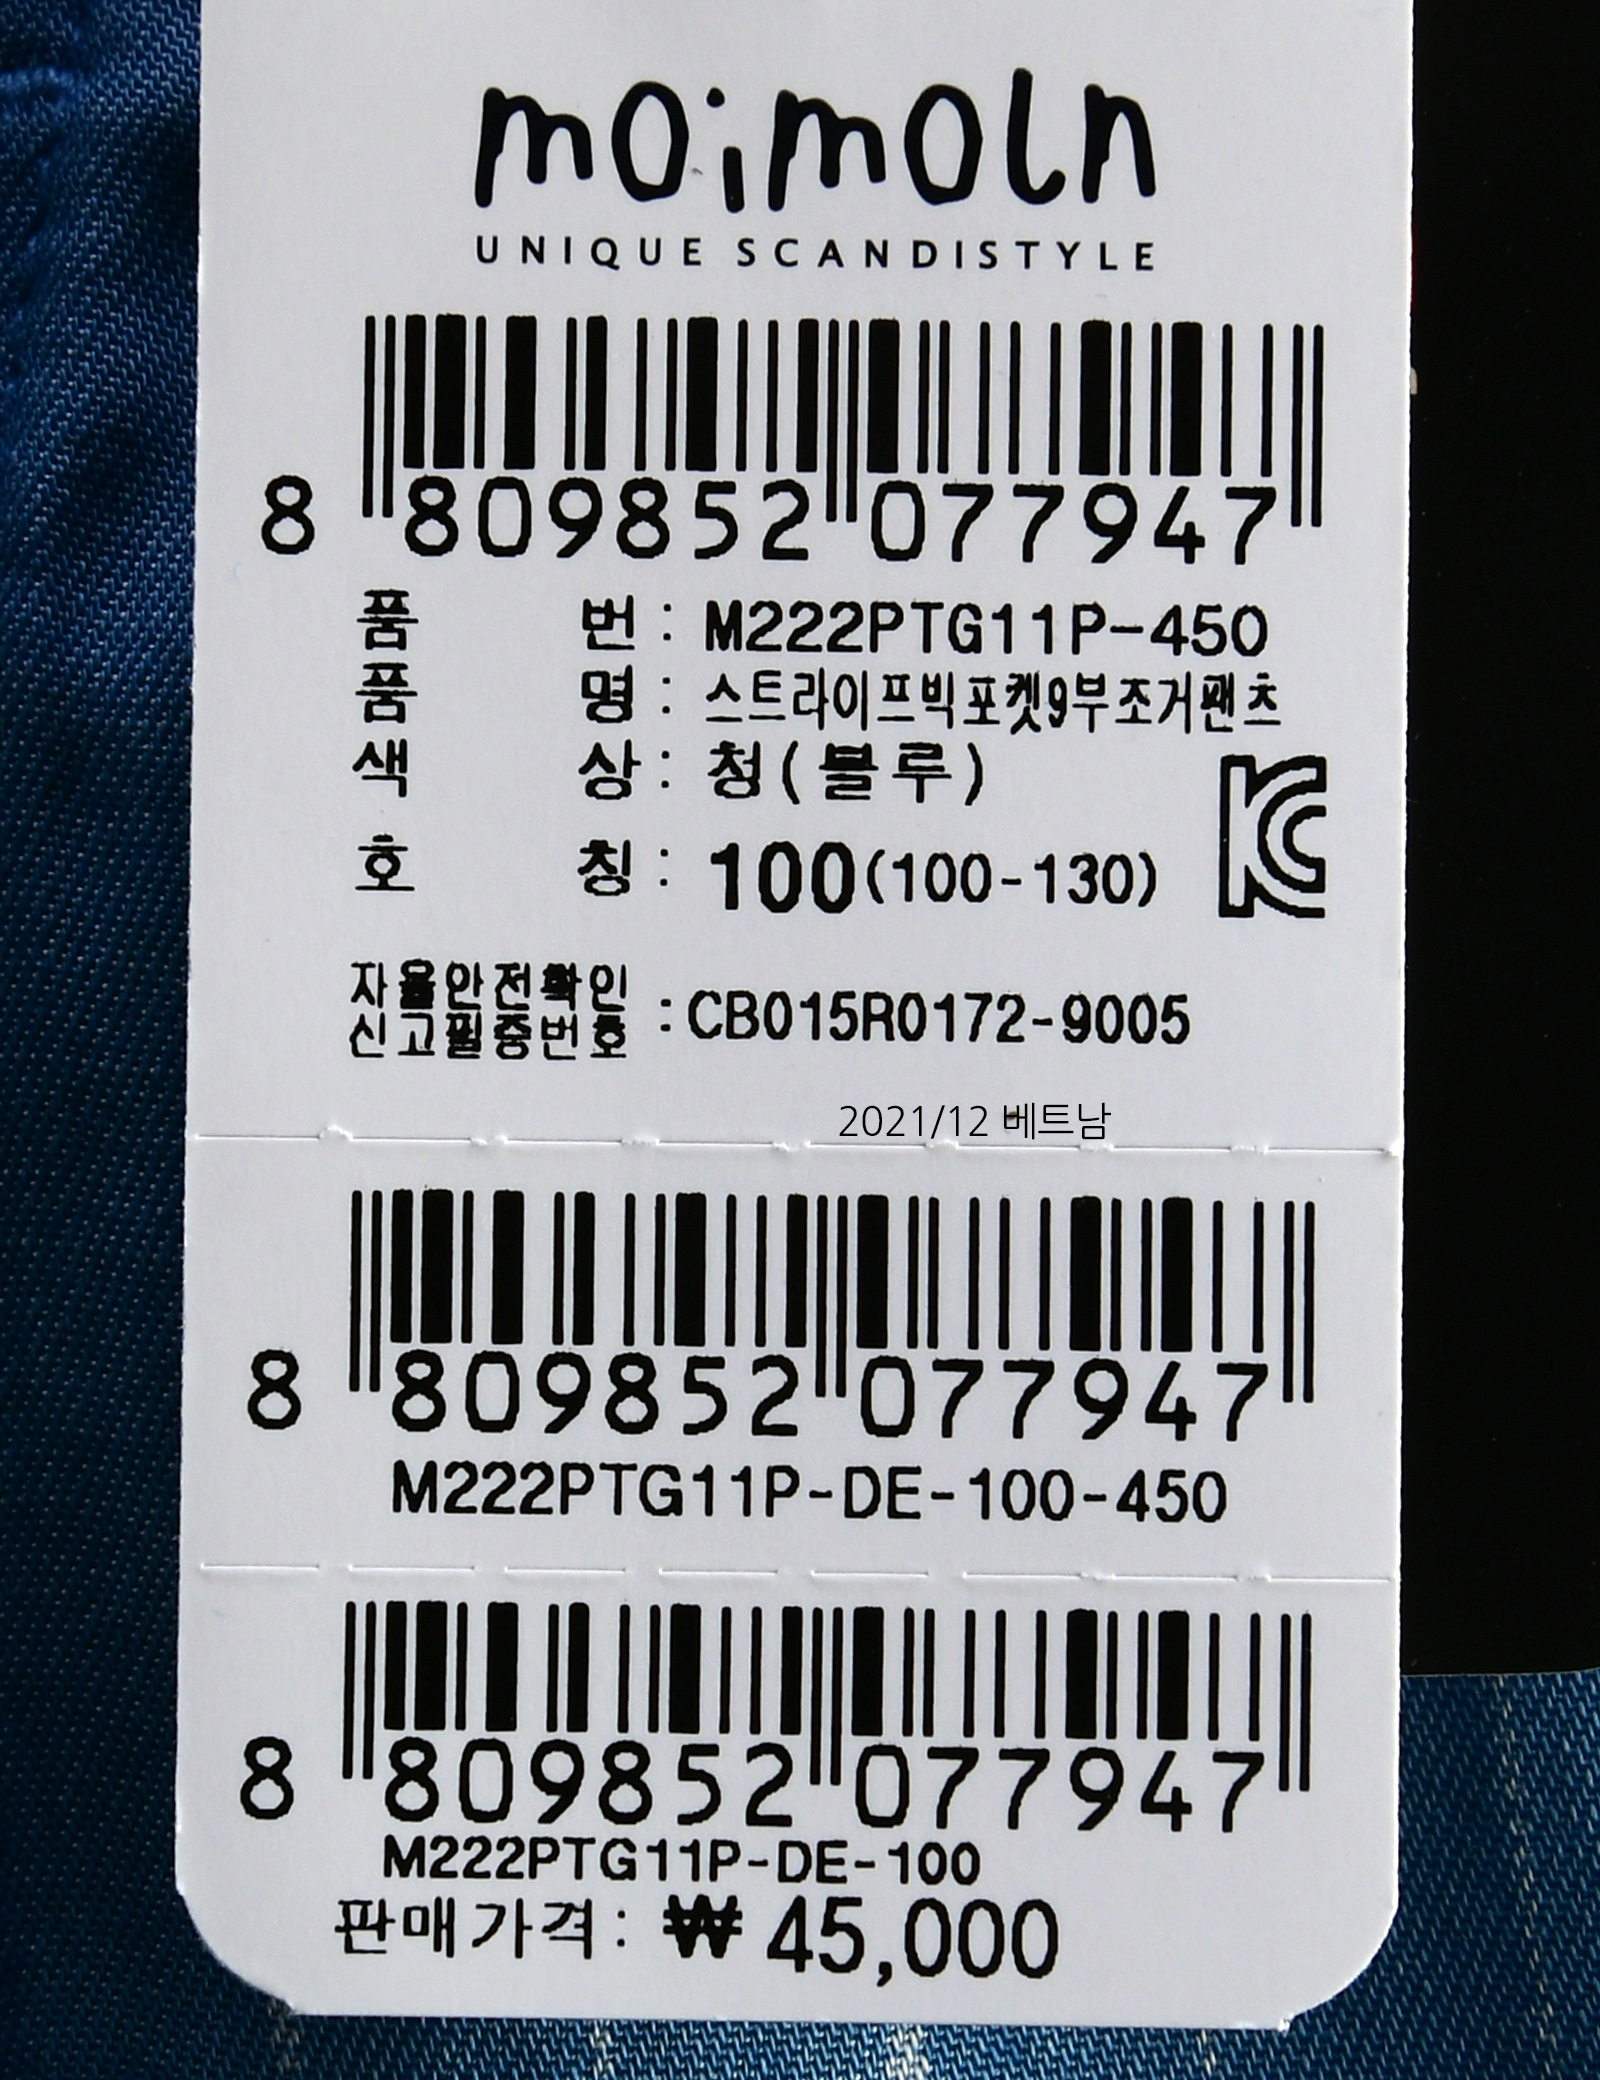 moimoln
UNIQUE SCANDISTYLE
8 809852 077947
품 번 : M222PTG11P-450
품 명 : 스트라이프빅포켓9부조거팬츠
색 상 : 청(블루)
호 칭 : 100(100-130)
KC
자율안전확인
신고필증번호 : CB015R0172-9005
2021/12 베트남
8 809852 077947
M222PTG11P-DE-100-450
8 809852 077947
M222PTG11P-DE-100
판매가격: ₩ 45,000